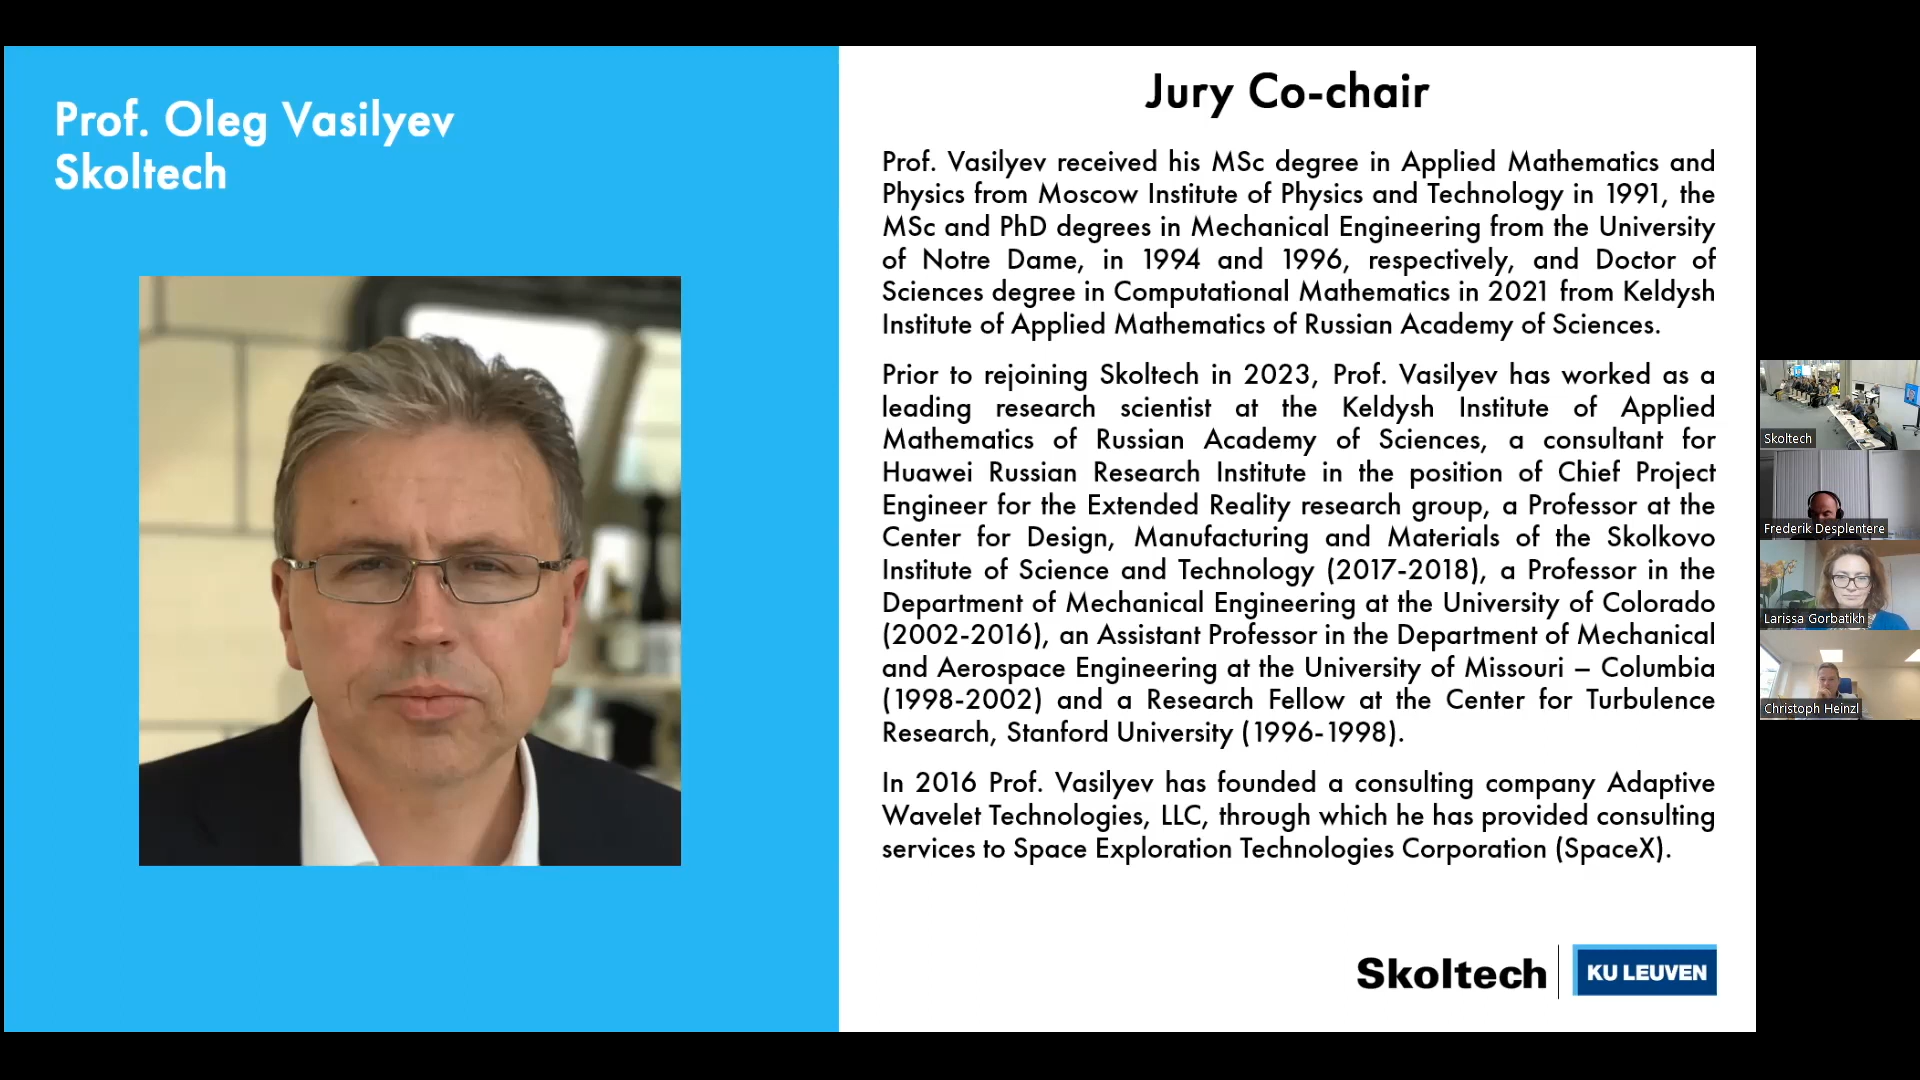 Prof. Oleg Vasilyev
Skoltech
Jury Co-chair
Prof. Vasilyev received his MSc degree in Applied Mathematics and
Physics from Moscow Institute of Physics and Technology in 1991, the
MSc and PhD degrees in Mechanical Engineering from the University
of Notre Dame, in 1994 and 1996, respectively, and Doctor of
Sciences degree in Computational Mathematics in 2021 from Keldysh
Institute of Applied Mathematics of Russian Academy of Sciences.
Prior to rejoining Skoltech in 2023, Prof. Vasilyev has worked as a
leading research scientist at the Keldysh Institute of Applied
Mathematics of Russian Academy of Sciences, a consultant for
Huawei Russian Research Institute in the position of Chief Project
Engineer for the Extended Reality research group, a Professor at the
Center for Design, Manufacturing and Materials of the Skolkovo
Institute of Science and Technology (2017-2018), a Professor in the
Department of Mechanical Engineering at the University of Colorado
(2002-2016), an Assistant Professor in the Department of Mechanical
and Aerospace Engineering at the University of Missouri – Columbia
(1998-2002) and a Research Fellow at the Center for Turbulence
Research, Stanford University (1996-1998).
In 2016 Prof. Vasilyev has founded a consulting company Adaptive
Wavelet Technologies, LLC, through which he has provided consulting
services to Space Exploration Technologies Corporation (SpaceX).
Skoltech
KU LEUVEN
Skoltech
Frederik Desplentere
Larissa Gorbatikh
Christoph Heinzl